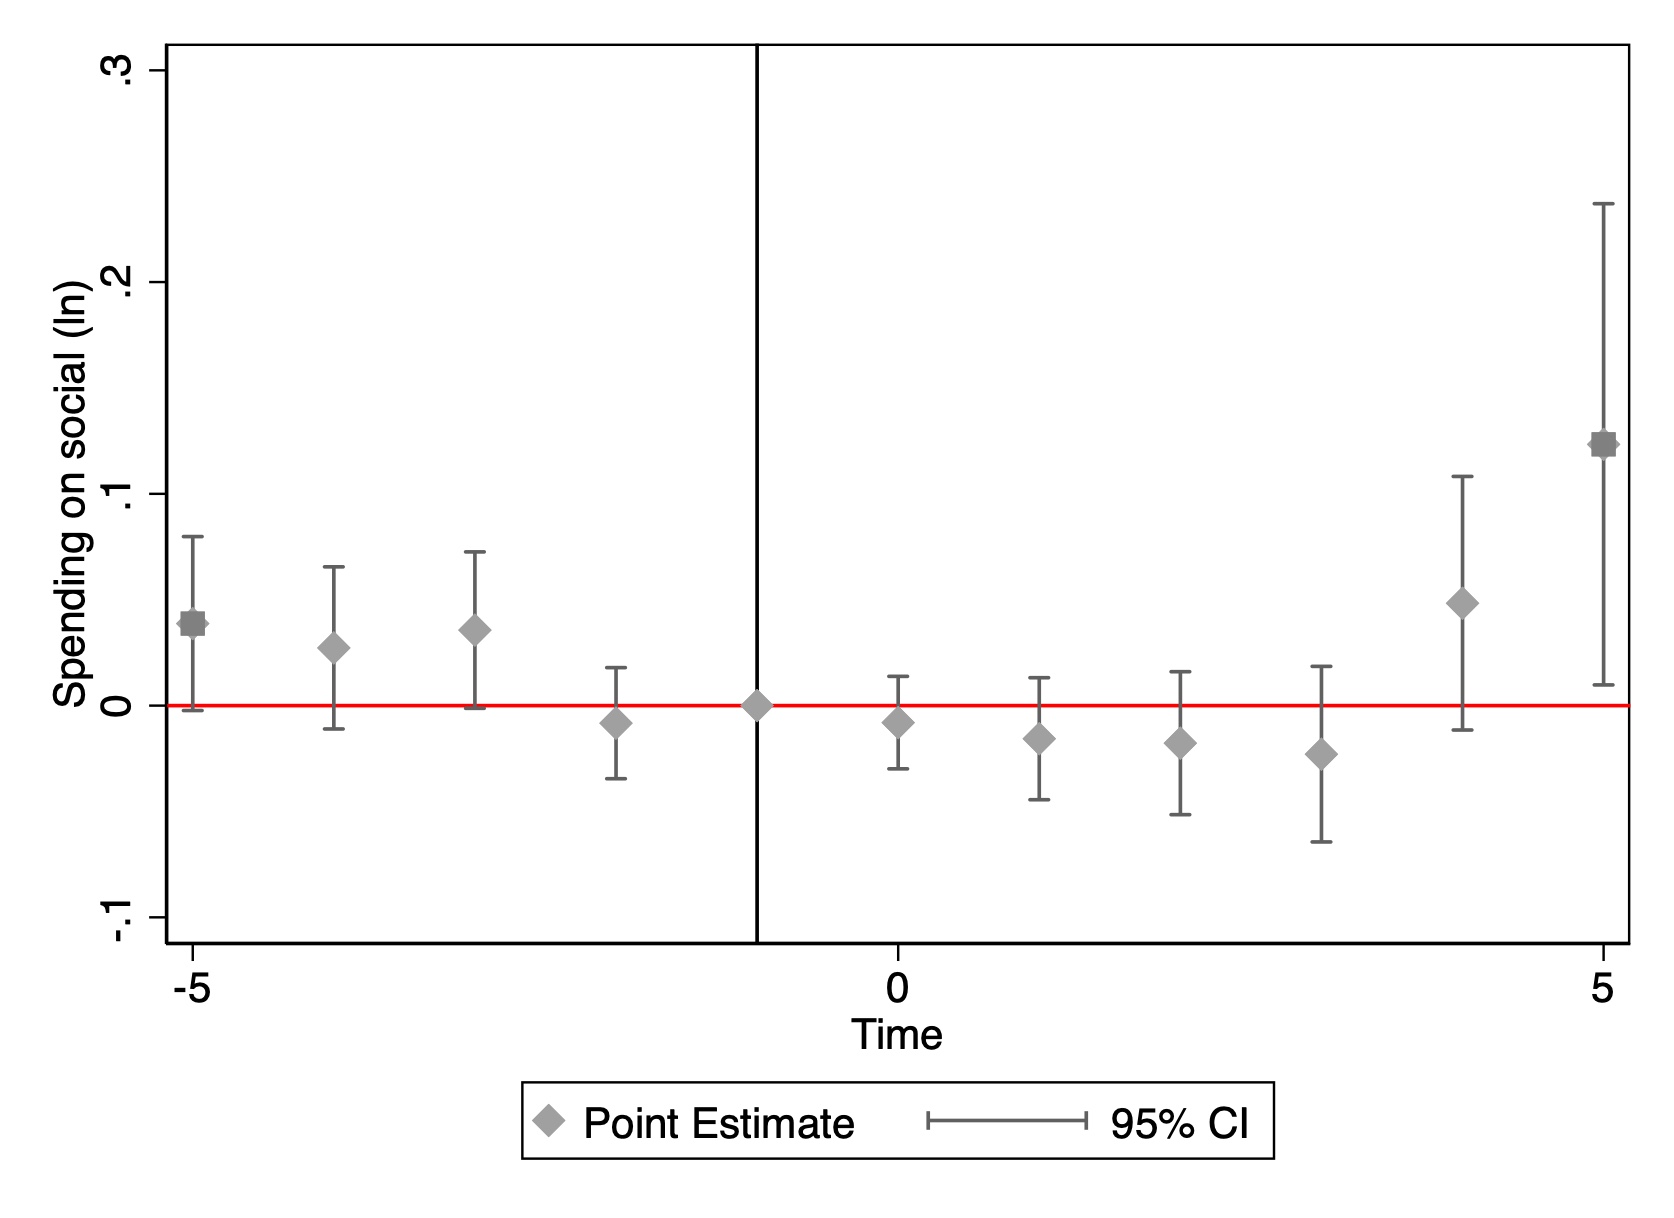 .3
.2
.1
0
-.1
Spending on social (ln)
-5
0
5
Time
Point Estimate
95% CI